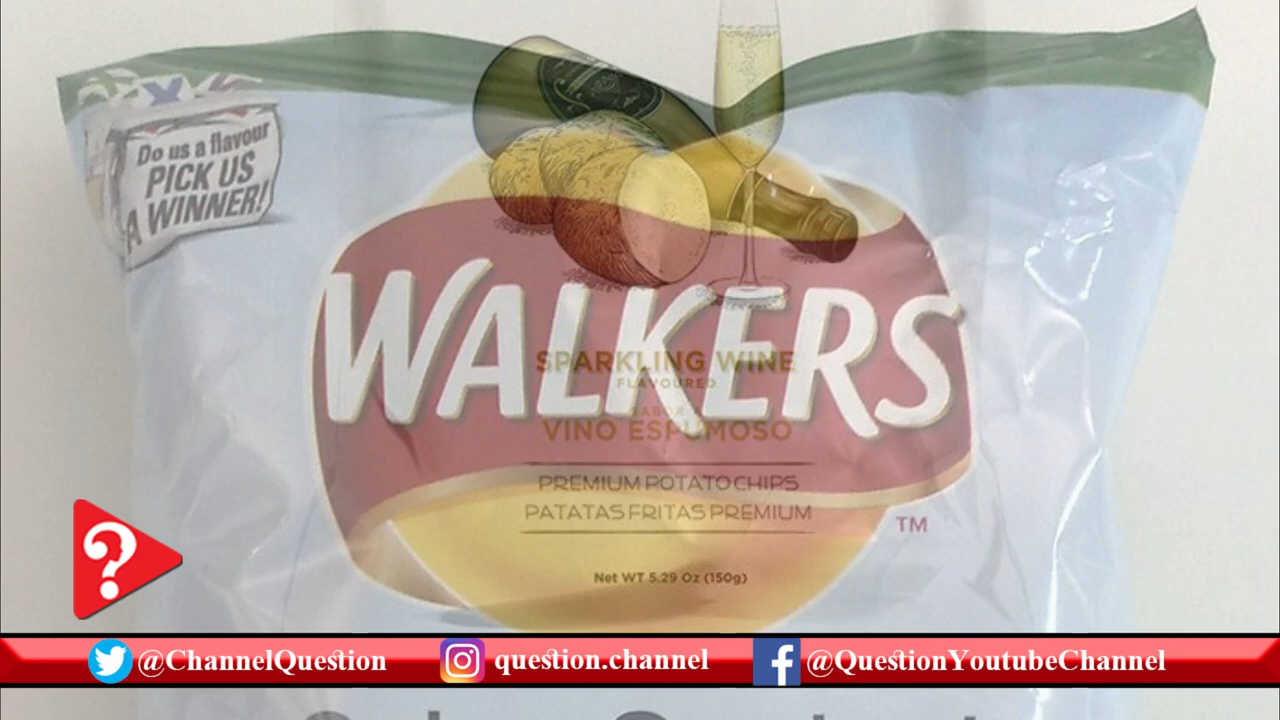 Do us a flavour
PICK US
A WINNER!
WALKERS
SPARKLING WINE
FLAVOURED
SABOR A
VINO ESPUMOSO
PREMIUM POTATO CHIPS
PATATAS FRITAS PREMIUM
TM
Net WT 5.29 Oz (150g)
?
@ChannelQuestion
question.channel
@QuestionYoutubeChannel